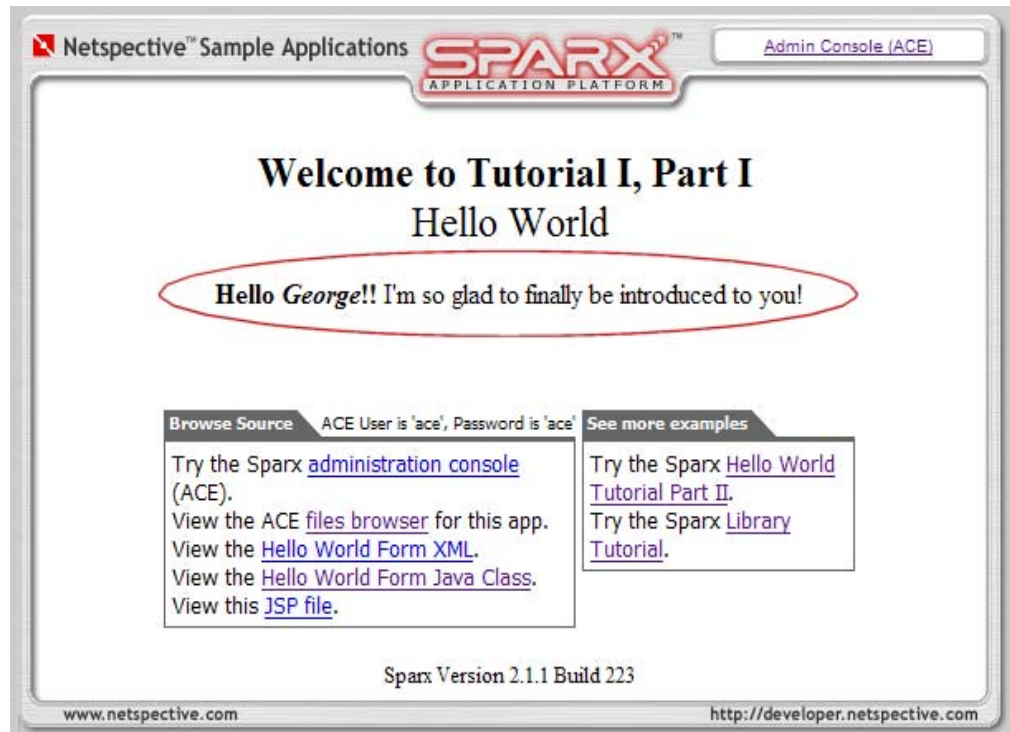 Netspective™ Sample Applications
SPARX™
APPLICATION PLATFORM
Admin Console (ACE)
Welcome to Tutorial I, Part I
Hello World
Hello George!! I'm so glad to finally be introduced to you!
Browse Source
ACE User is 'ace', Password is 'ace'
Try the Sparx administration console
(ACE).
View the ACE files browser for this app.
View the Hello World Form XML.
View the Hello World Form Java Class.
View this JSP file.
See more examples
Try the Sparx Hello World
Tutorial Part II.
Try the Sparx Library
Tutorial.
Sparx Version 2.1.1 Build 223
www.netspective.com
http://developer.netspective.com